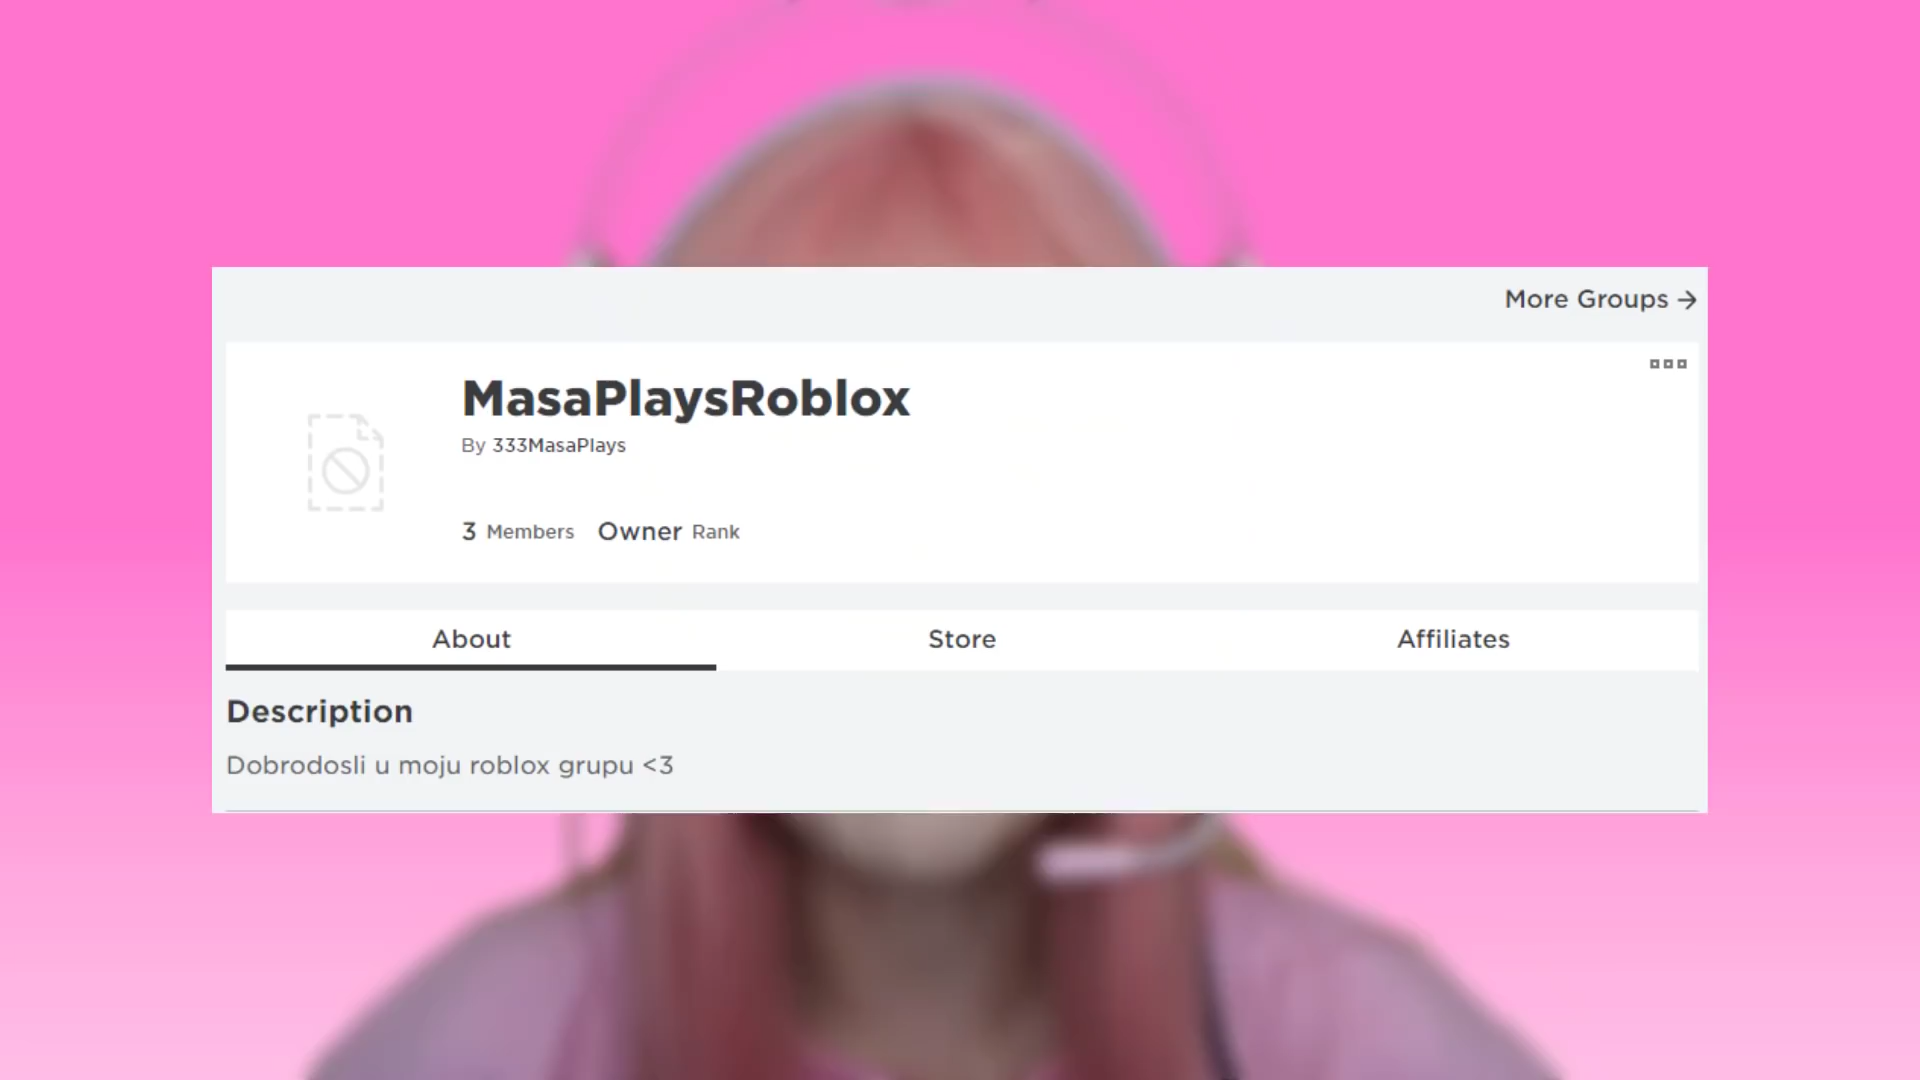 More Groups →
MasaPlaysRoblox
By 333MasaPlays
3 Members Owner Rank
About Store Affiliates
Description
Dobrodosli u moju roblox grupu <3